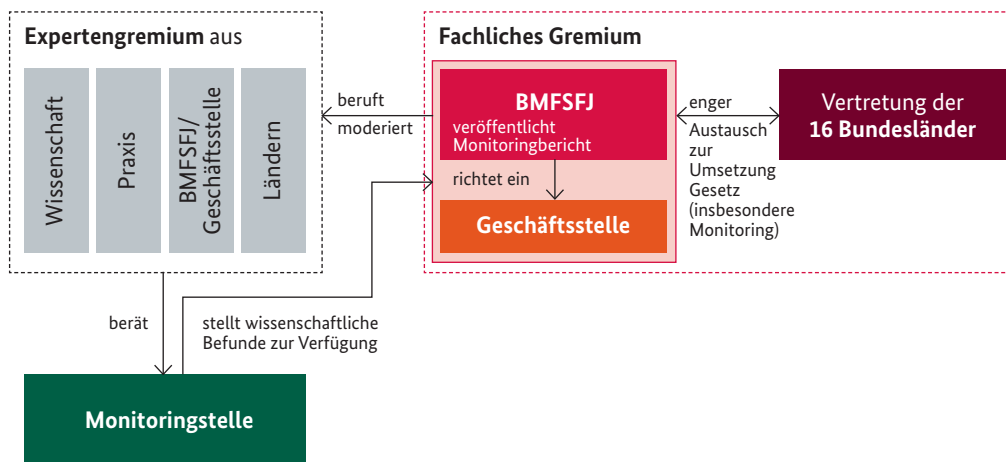 Expertengremium aus
Wissenschaft
Praxis
BMFSFJ/
Geschäftsstelle
Ländern
beruft
moderiert
Fachliches Gremium
BMFSFJ
veröffentlicht
Monitoringbericht
richtet ein
Geschäftsstelle
enger
Austausch
zur
Umsetzung
Gesetz
(insbesondere
Monitoring)
Vertretung der
16 Bundesländer
berät
stellt wissenschaftliche
Befunde zur Verfügung
Monitoringstelle